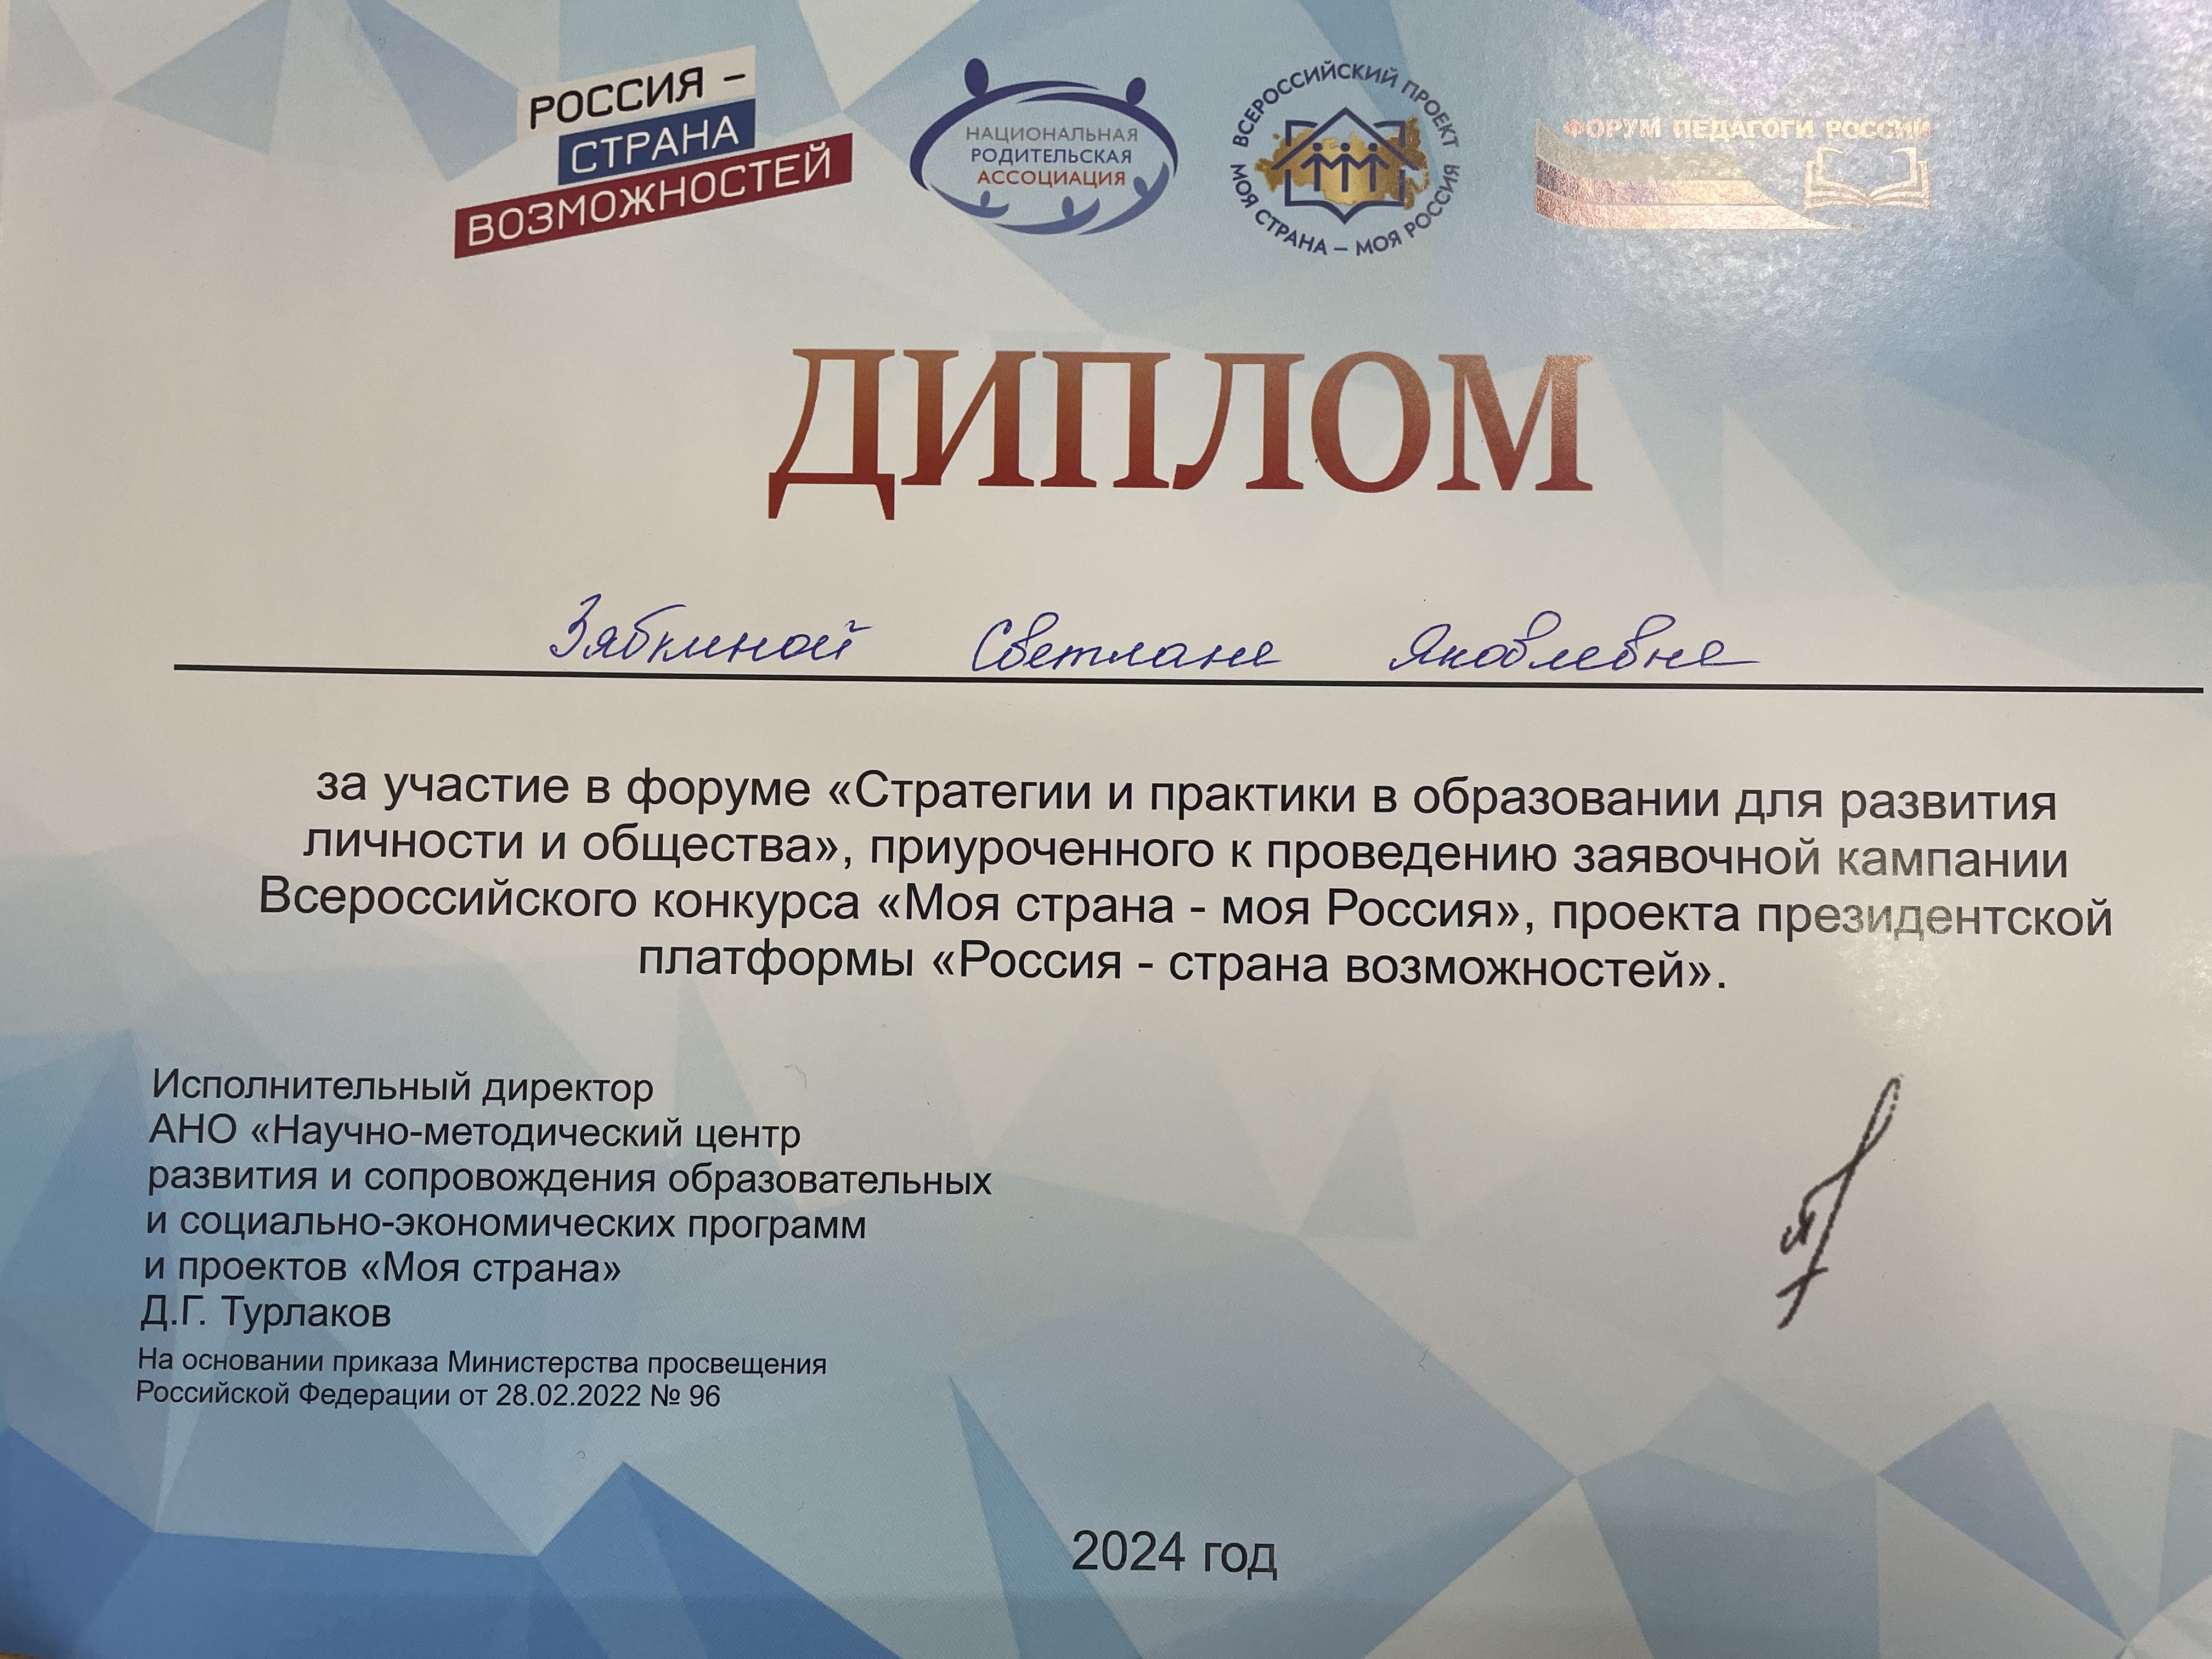 РОССИЯ –
СТРАНА
ВОЗМОЖНОСТЕЙ
НАЦИОНАЛЬНАЯ
РОДИТЕЛЬСКАЯ
АССОЦИАЦИЯ
ВСЕРОССИЙСКИЙ ПРОЕКТ
МОЯ СТРАНА – МОЯ РОССИЯ
ФОРУМ ПЕДАГОГИ РОССИИ
ДИПЛОМ
Зябкиной Светлане Яковлевне
за участие в форуме «Стратегии и практики в образовании для развития
личности и общества», приуроченного к проведению заявочной кампании
Всероссийского конкурса «Моя страна - моя Россия», проекта президентской
платформы «Россия - страна возможностей».
Исполнительный директор
АНО «Научно-методический центр
развития и сопровождения образовательных
и социально-экономических программ
и проектов «Моя страна»
Д.Г. Турлаков
На основании приказа Министерства просвещения
Российской Федерации от 28.02.2022 № 96
2024 год